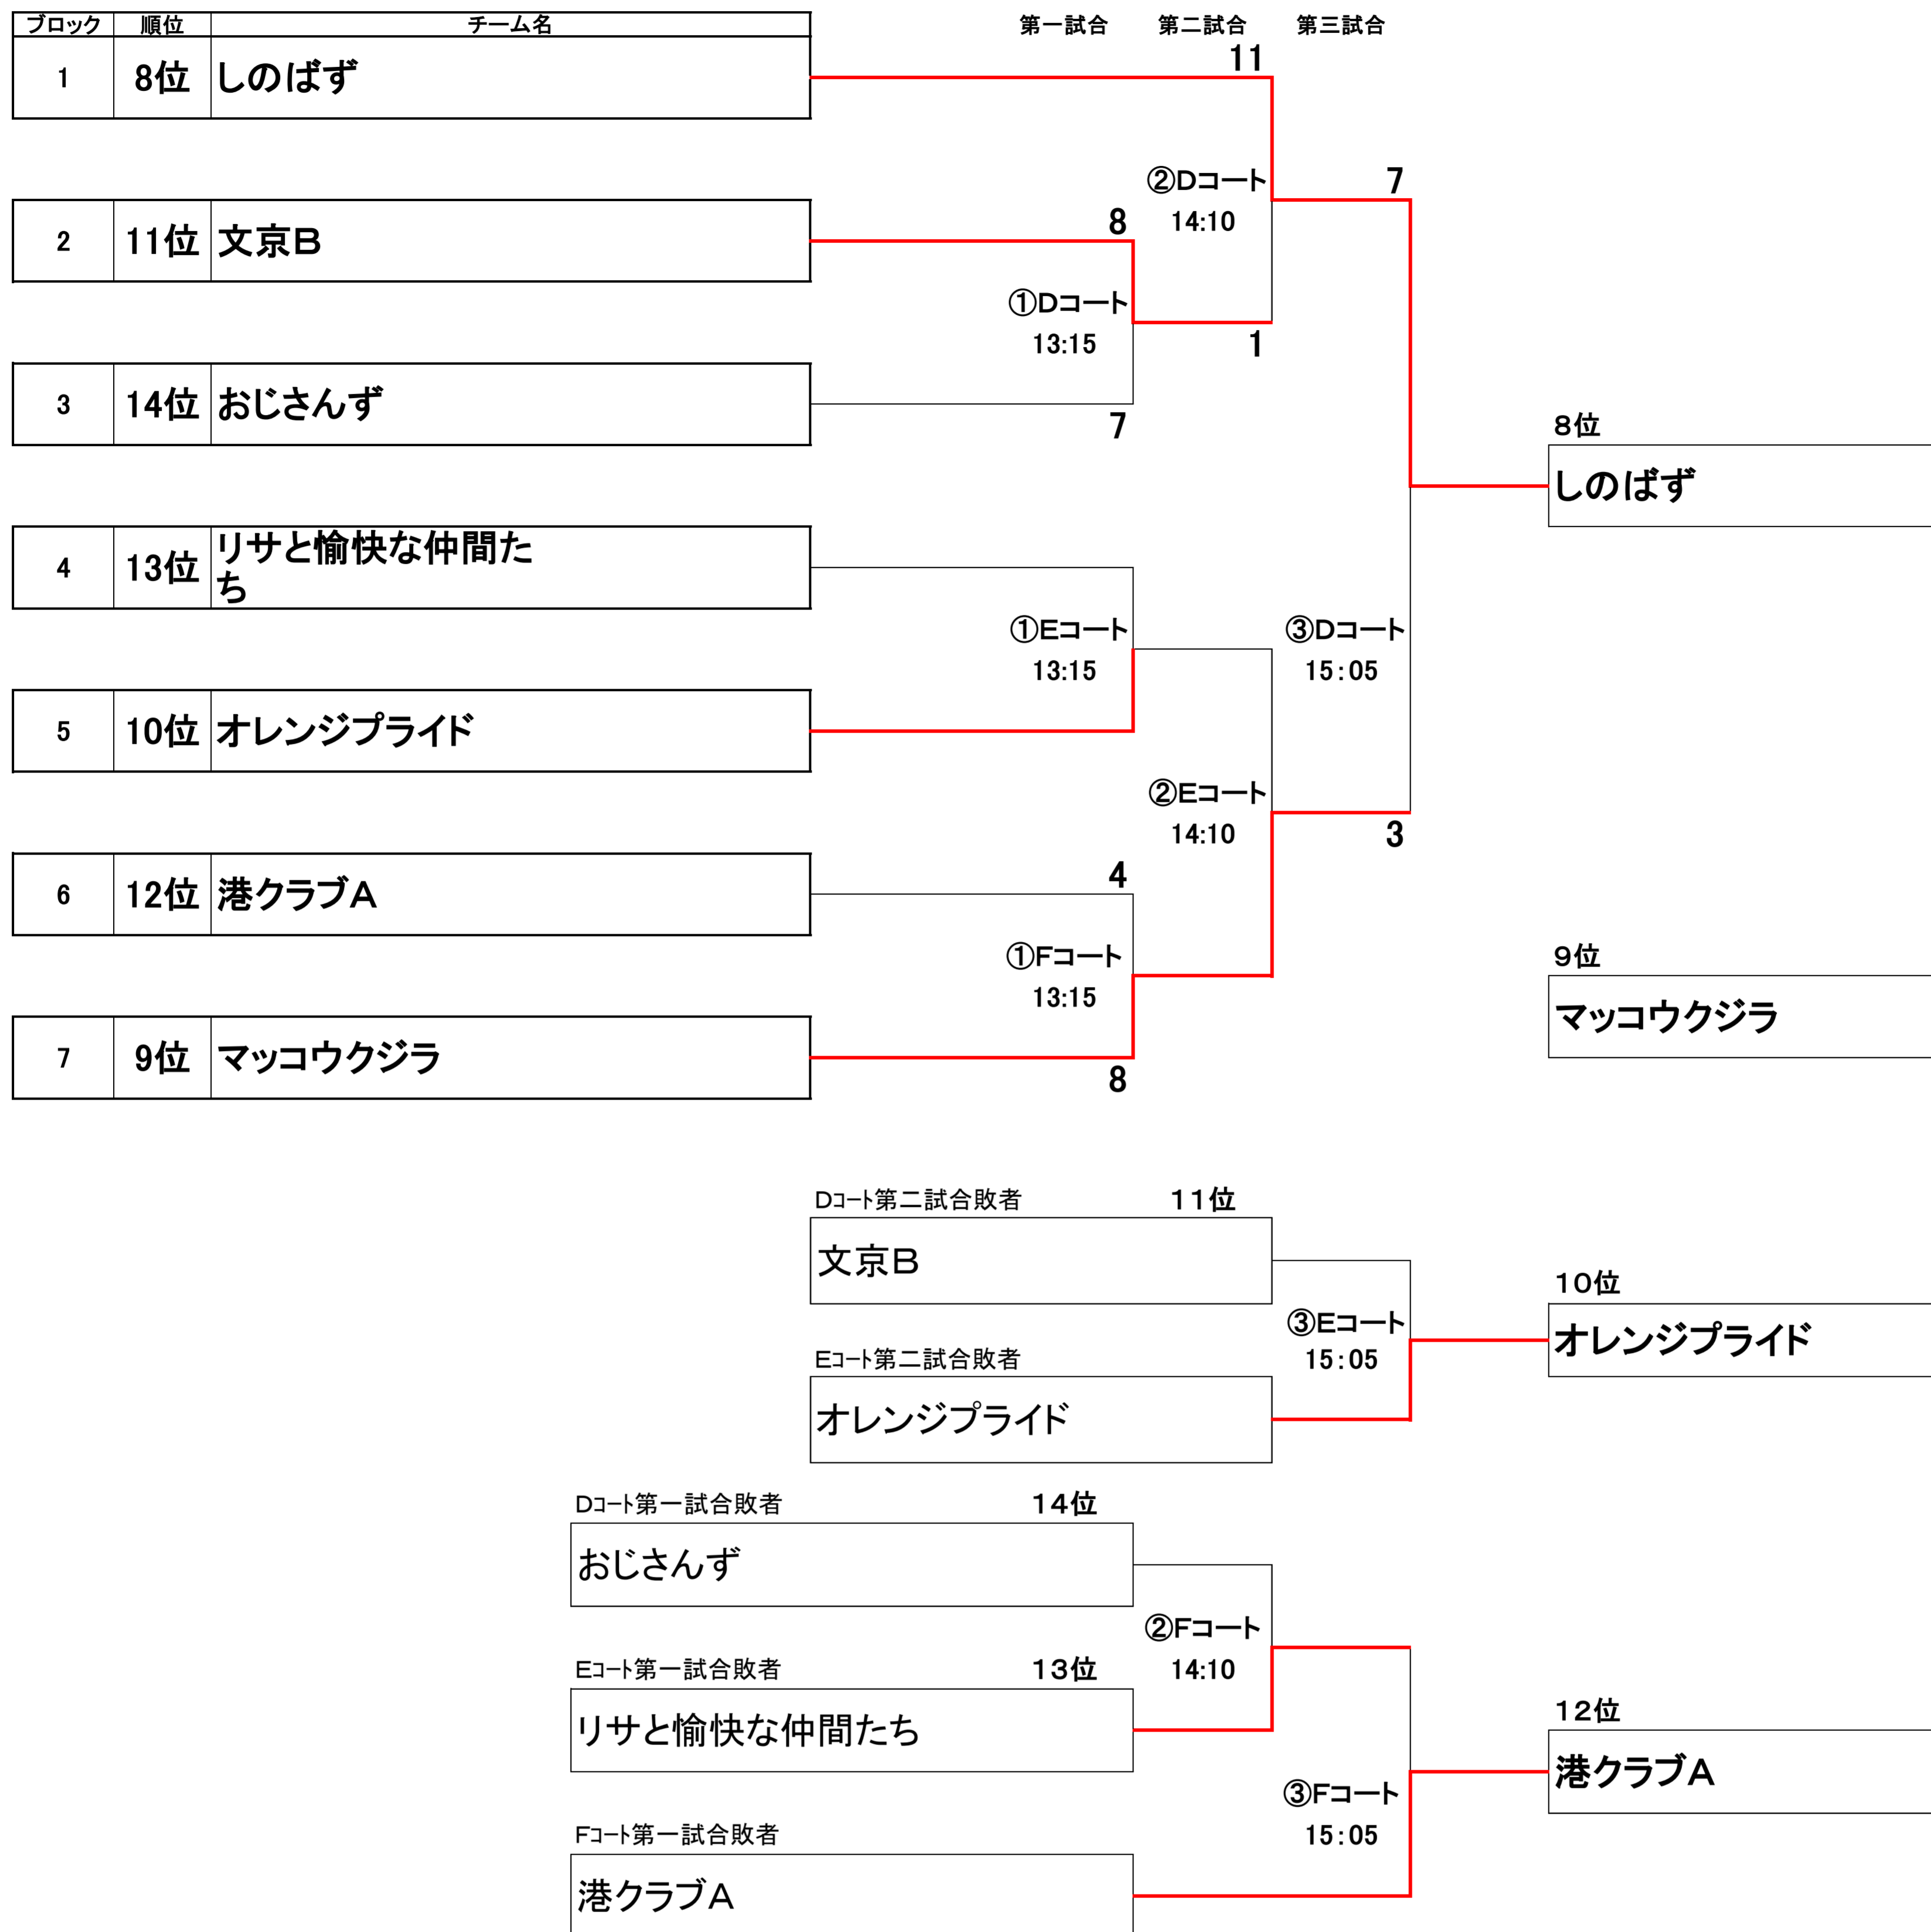 ブロック 順位 チーム名 第一試合 第二試合 第三試合
11
1 8位 しのばず
②Dコート 7
8 14:10
2 11位 文京B
①Dコート
13:15 1
3 14位 おじさんず
7 8位
しのばず
リサと愉快な仲間た
4 13位
ち
①Eコート ③Dコート
13:15 15:05
5 10位 オレンジプライド
②Eコート
14:10 3
4
6 12位 港クラブA
①Fコート 9位
13:15
マッコウクジラ
7 9位 マッコウクジラ
8
Dコート第二試合敗者 11位
文京B
10位
③Eコート
オレンジプライド
Eコート第二試合敗者 15:05
オレンジプライド
Dコート第一試合敗者 14位
おじさんず
②Fコート
Eコート第一試合敗者 13位 14:10
12位
リサと愉快な仲間たち
港クラブA
③Fコート
Fコート第一試合敗者 15:05
港クラブA